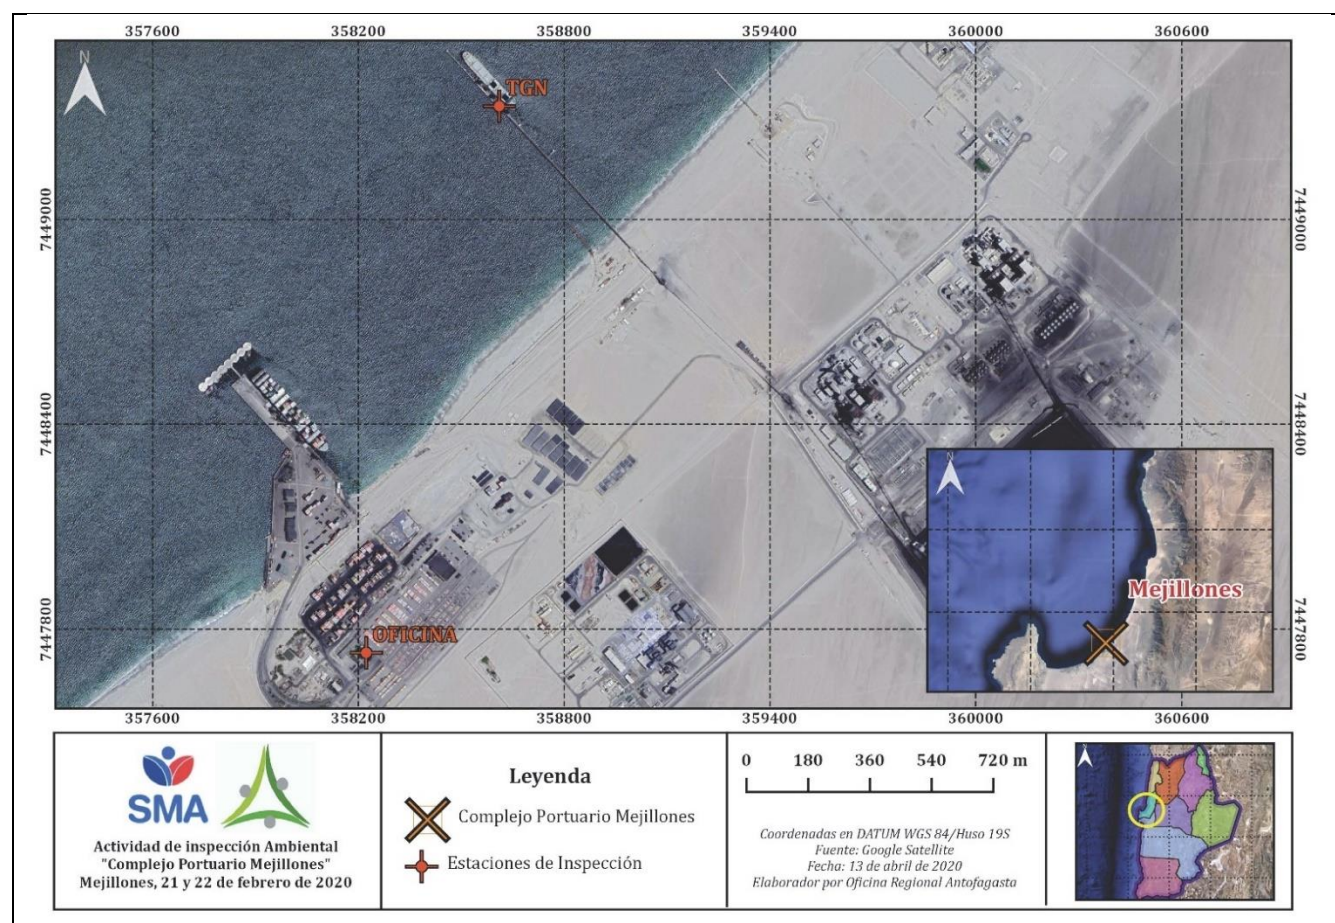 357600 358200 358800 359400 360000 360600
N
TGN
7449000 7449000
7448400 7448400
N
Mejillones
7447800 7447800
OFICINA
357600 358200 358800 359400 360000 360600
SMA
Actividad de inspección Ambiental
"Complejo Portuario Mejillones"
Mejillones, 21 y 22 de febrero de 2020
Leyenda
Complejo Portuario Mejillones
Estaciones de Inspección
0 180 360 540 720 m
Coordenadas en DATUM WGS 84/Huso 19S
Fuente: Google Satellite
Fecha: 13 de abril de 2020
Elaborador por Oficina Regional Antofagasta